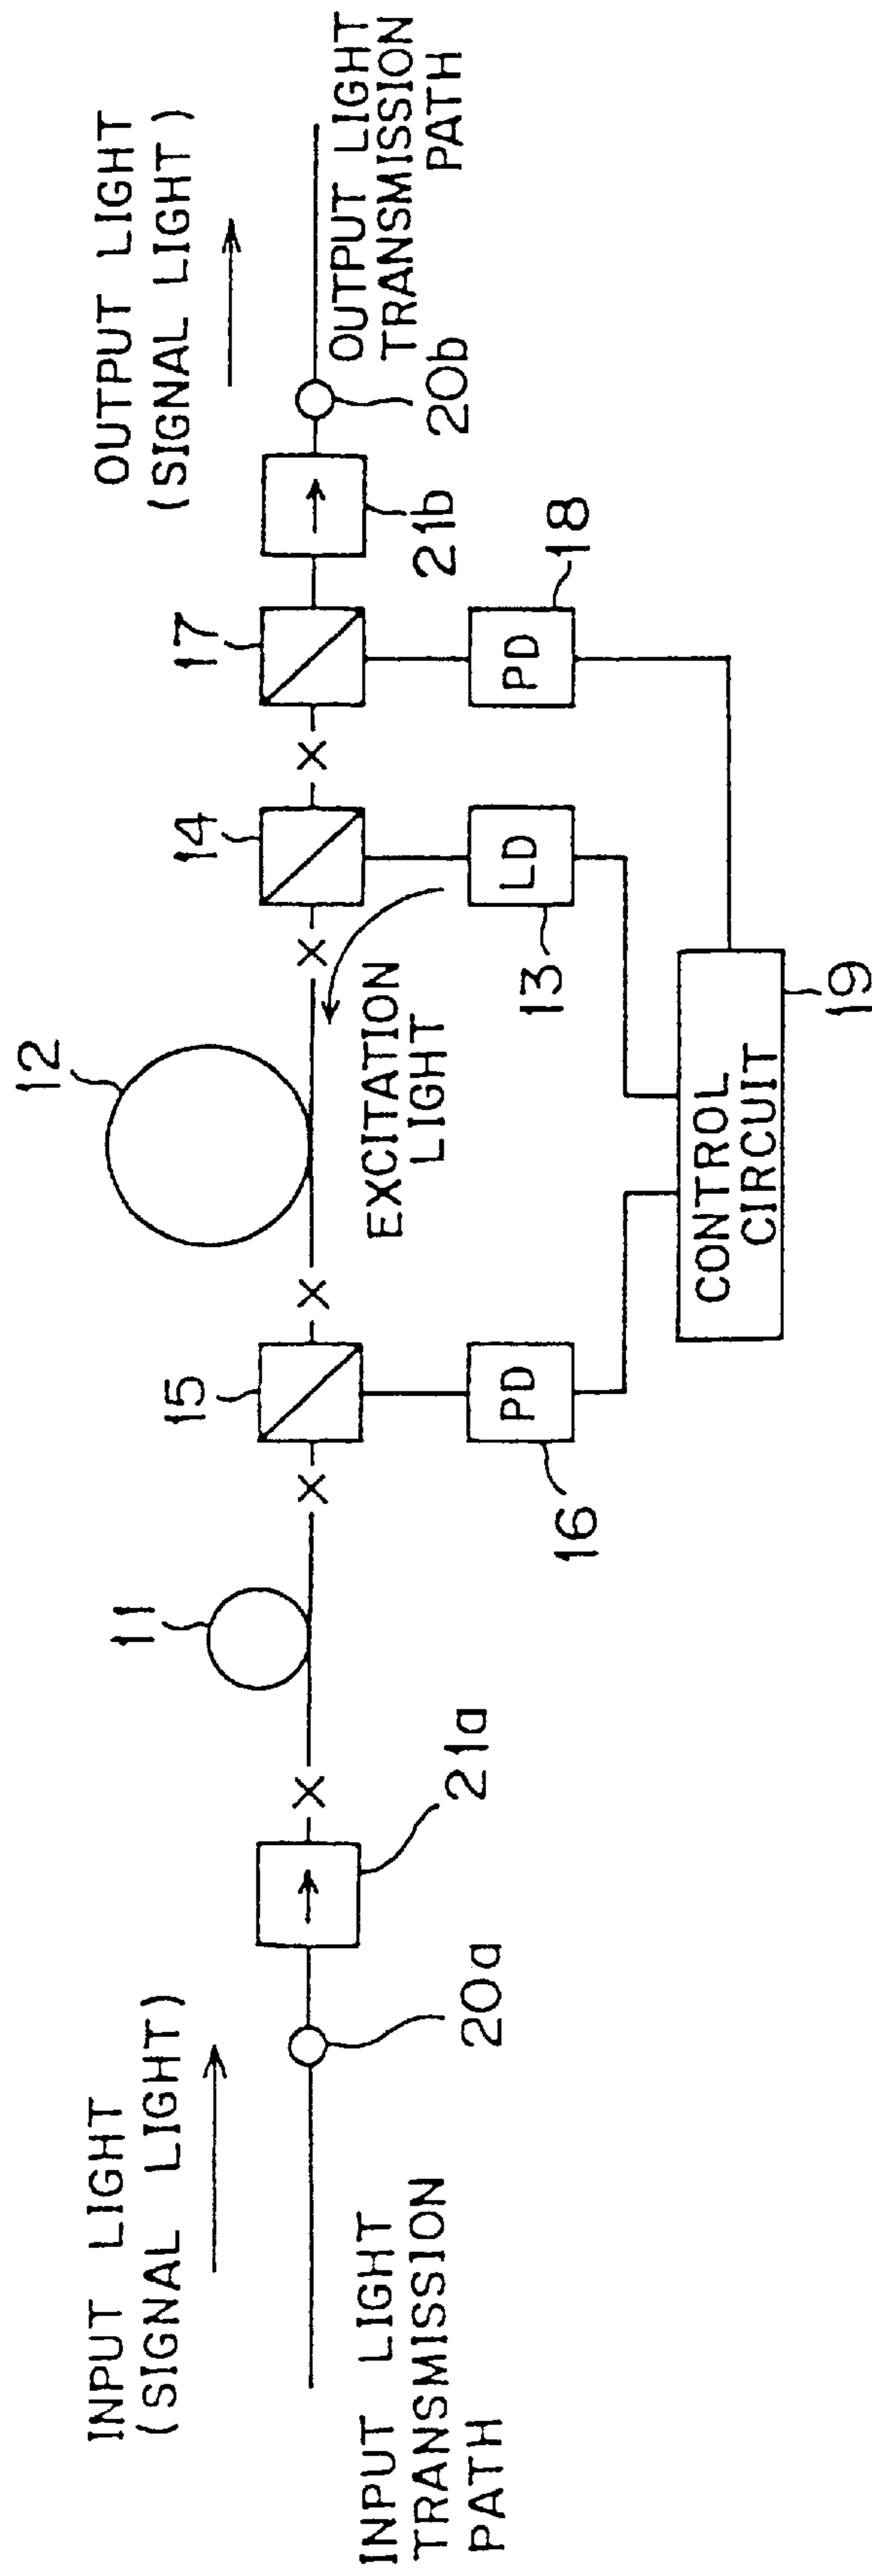 INPUT LIGHT
(SIGNAL LIGHT)
INPUT LIGHT
TRANSMISSION
PATH
20a
21a
11
15
16
PD
12
EXCITATION
LIGHT
CONTROL
CIRCUIT
19
14
LD
13
17
PD
18
21b
20b
OUTPUT LIGHT
(SIGNAL LIGHT)
OUTPUT LIGHT
TRANSMISSION
PATH